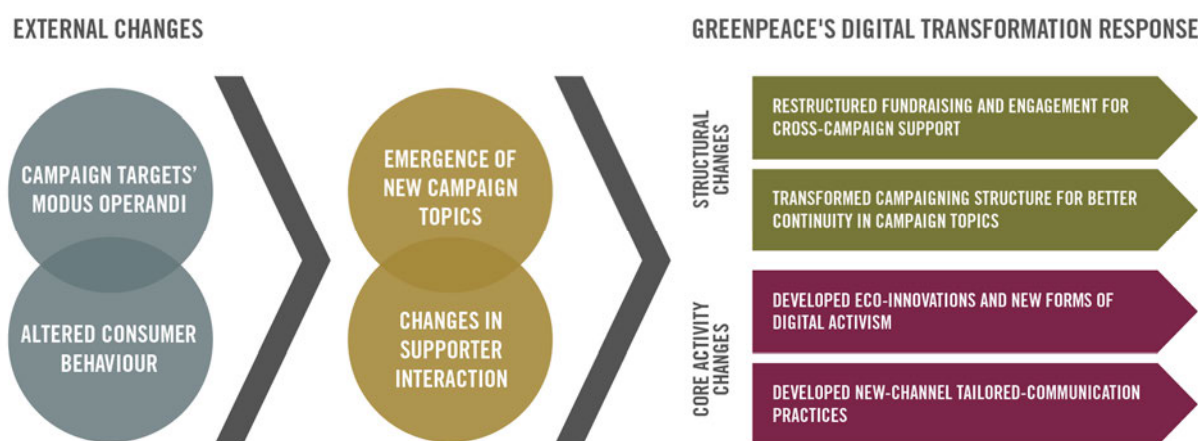 EXTERNAL CHANGES
GREENPEACE'S DIGITAL TRANSFORMATION RESPONSE
CAMPAIGN TARGETS'
MODUS OPERANDI
ALTERED CONSUMER
BEHAVIOUR
EMERGENCE OF
NEW CAMPAIGN
TOPICS
CHANGES IN
SUPPORTER
INTERACTION
STRUCTURAL
CHANGES
RESTRUCTURED FUNDRAISING AND ENGAGEMENT FOR
CROSS-CAMPAIGN SUPPORT
TRANSFORMED CAMPAIGNING STRUCTURE FOR BETTER
CONTINUITY IN CAMPAIGN TOPICS
CORE ACTIVITY
CHANGES
DEVELOPED ECO-INNOVATIONS AND NEW FORMS OF
DIGITAL ACTIVISM
DEVELOPED NEW-CHANNEL TAILORED-COMMUNICATION
PRACTICES